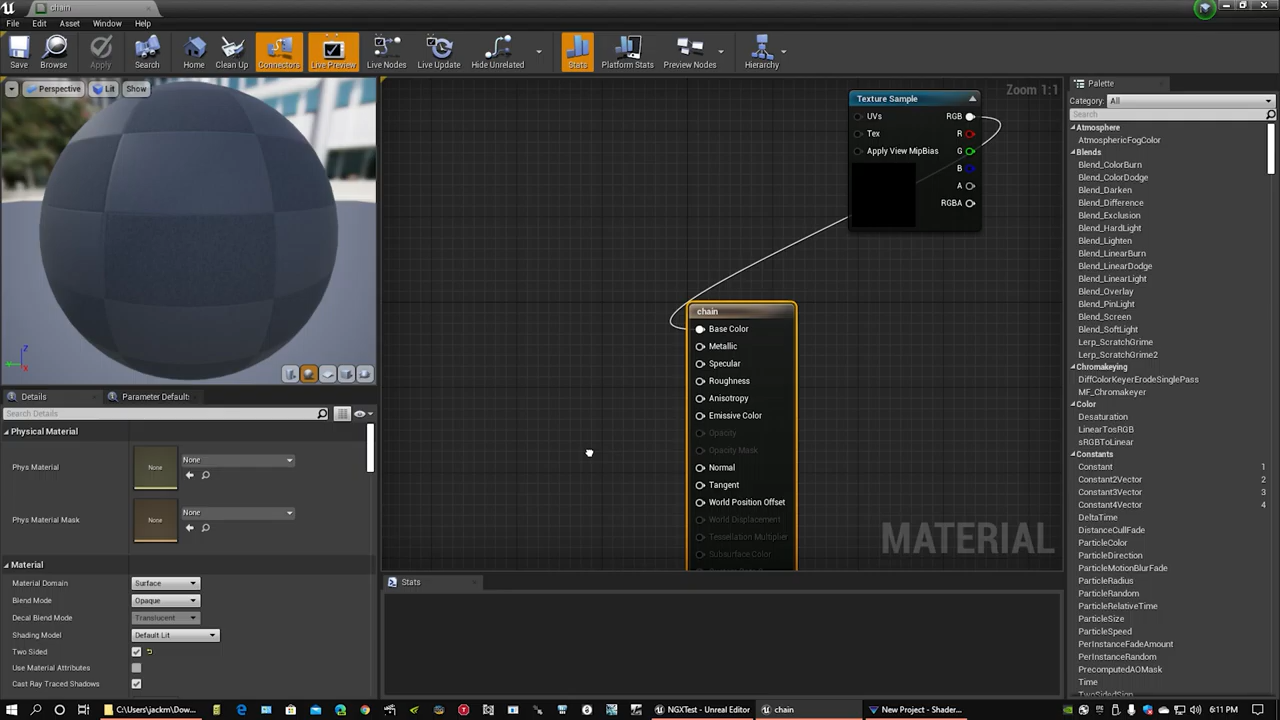 chain
File Edit Asset Window Help
Save Browse Apply Search Home Clean Up Connectors Live Preview Live Nodes Live Update Hide Unrelated Stats Platform Stats Preview Nodes Hierarchy
Perspective Lit Show
Zoom 1:1
Texture Sample
UVs RGB
Tex R
Apply View MipBias G
B
A
RGBA
chain
Base Color
Metallic
Specular
Roughness
Anisotropy
Emissive Color
Opacity
Opacity Mask
Normal
Tangent
World Position Offset
World Displacement
Tessellation Multiplier
Subsurface Color
MATERIAL
Palette
Category: All
Search
Atmosphere
AtmosphericFogColor
Blends
Blend_ColorBurn
Blend_ColorDodge
Blend_Darken
Blend_Difference
Blend_Exclusion
Blend_HardLight
Blend_Lighten
Blend_LinearBurn
Blend_LinearDodge
Blend_LinearLight
Blend_Overlay
Blend_PinLight
Blend_Screen
Blend_SoftLight
Lerp_ScratchGrime
Lerp_ScratchGrime2
Chromakeying
DiffColorKeyerErodeSinglePass
MF_Chromakeyer
Color
Desaturation
LinearTosRGB
sRGBToLinear
Constants
Constant 1
Constant2Vector 2
Constant3Vector 3
Constant4Vector 4
DeltaTime
DistanceCullFade
ParticleColor
ParticleDirection
ParticleMotionBlurFade
ParticleRadius
ParticleRandom
ParticleRelativeTime
ParticleSize
ParticleSpeed
PerInstanceFadeAmount
PerInstanceRandom
PrecomputedAOMask
Time
TwoSidedSign
Z
Details Parameter Default:
Search Details
Physical Material
Phys Material None None
Phys Material Mask None None
Material
Material Domain Surface
Blend Mode Opaque
Decal Blend Mode Translucent
Shading Model Default Lit
Two Sided
Use Material Attributes
Cast Ray Traced Shadows
Stats
C:\Users\jackrn\Dow... NGXTest - Unreal Editor chain New Project - Shader... 6:11 PM